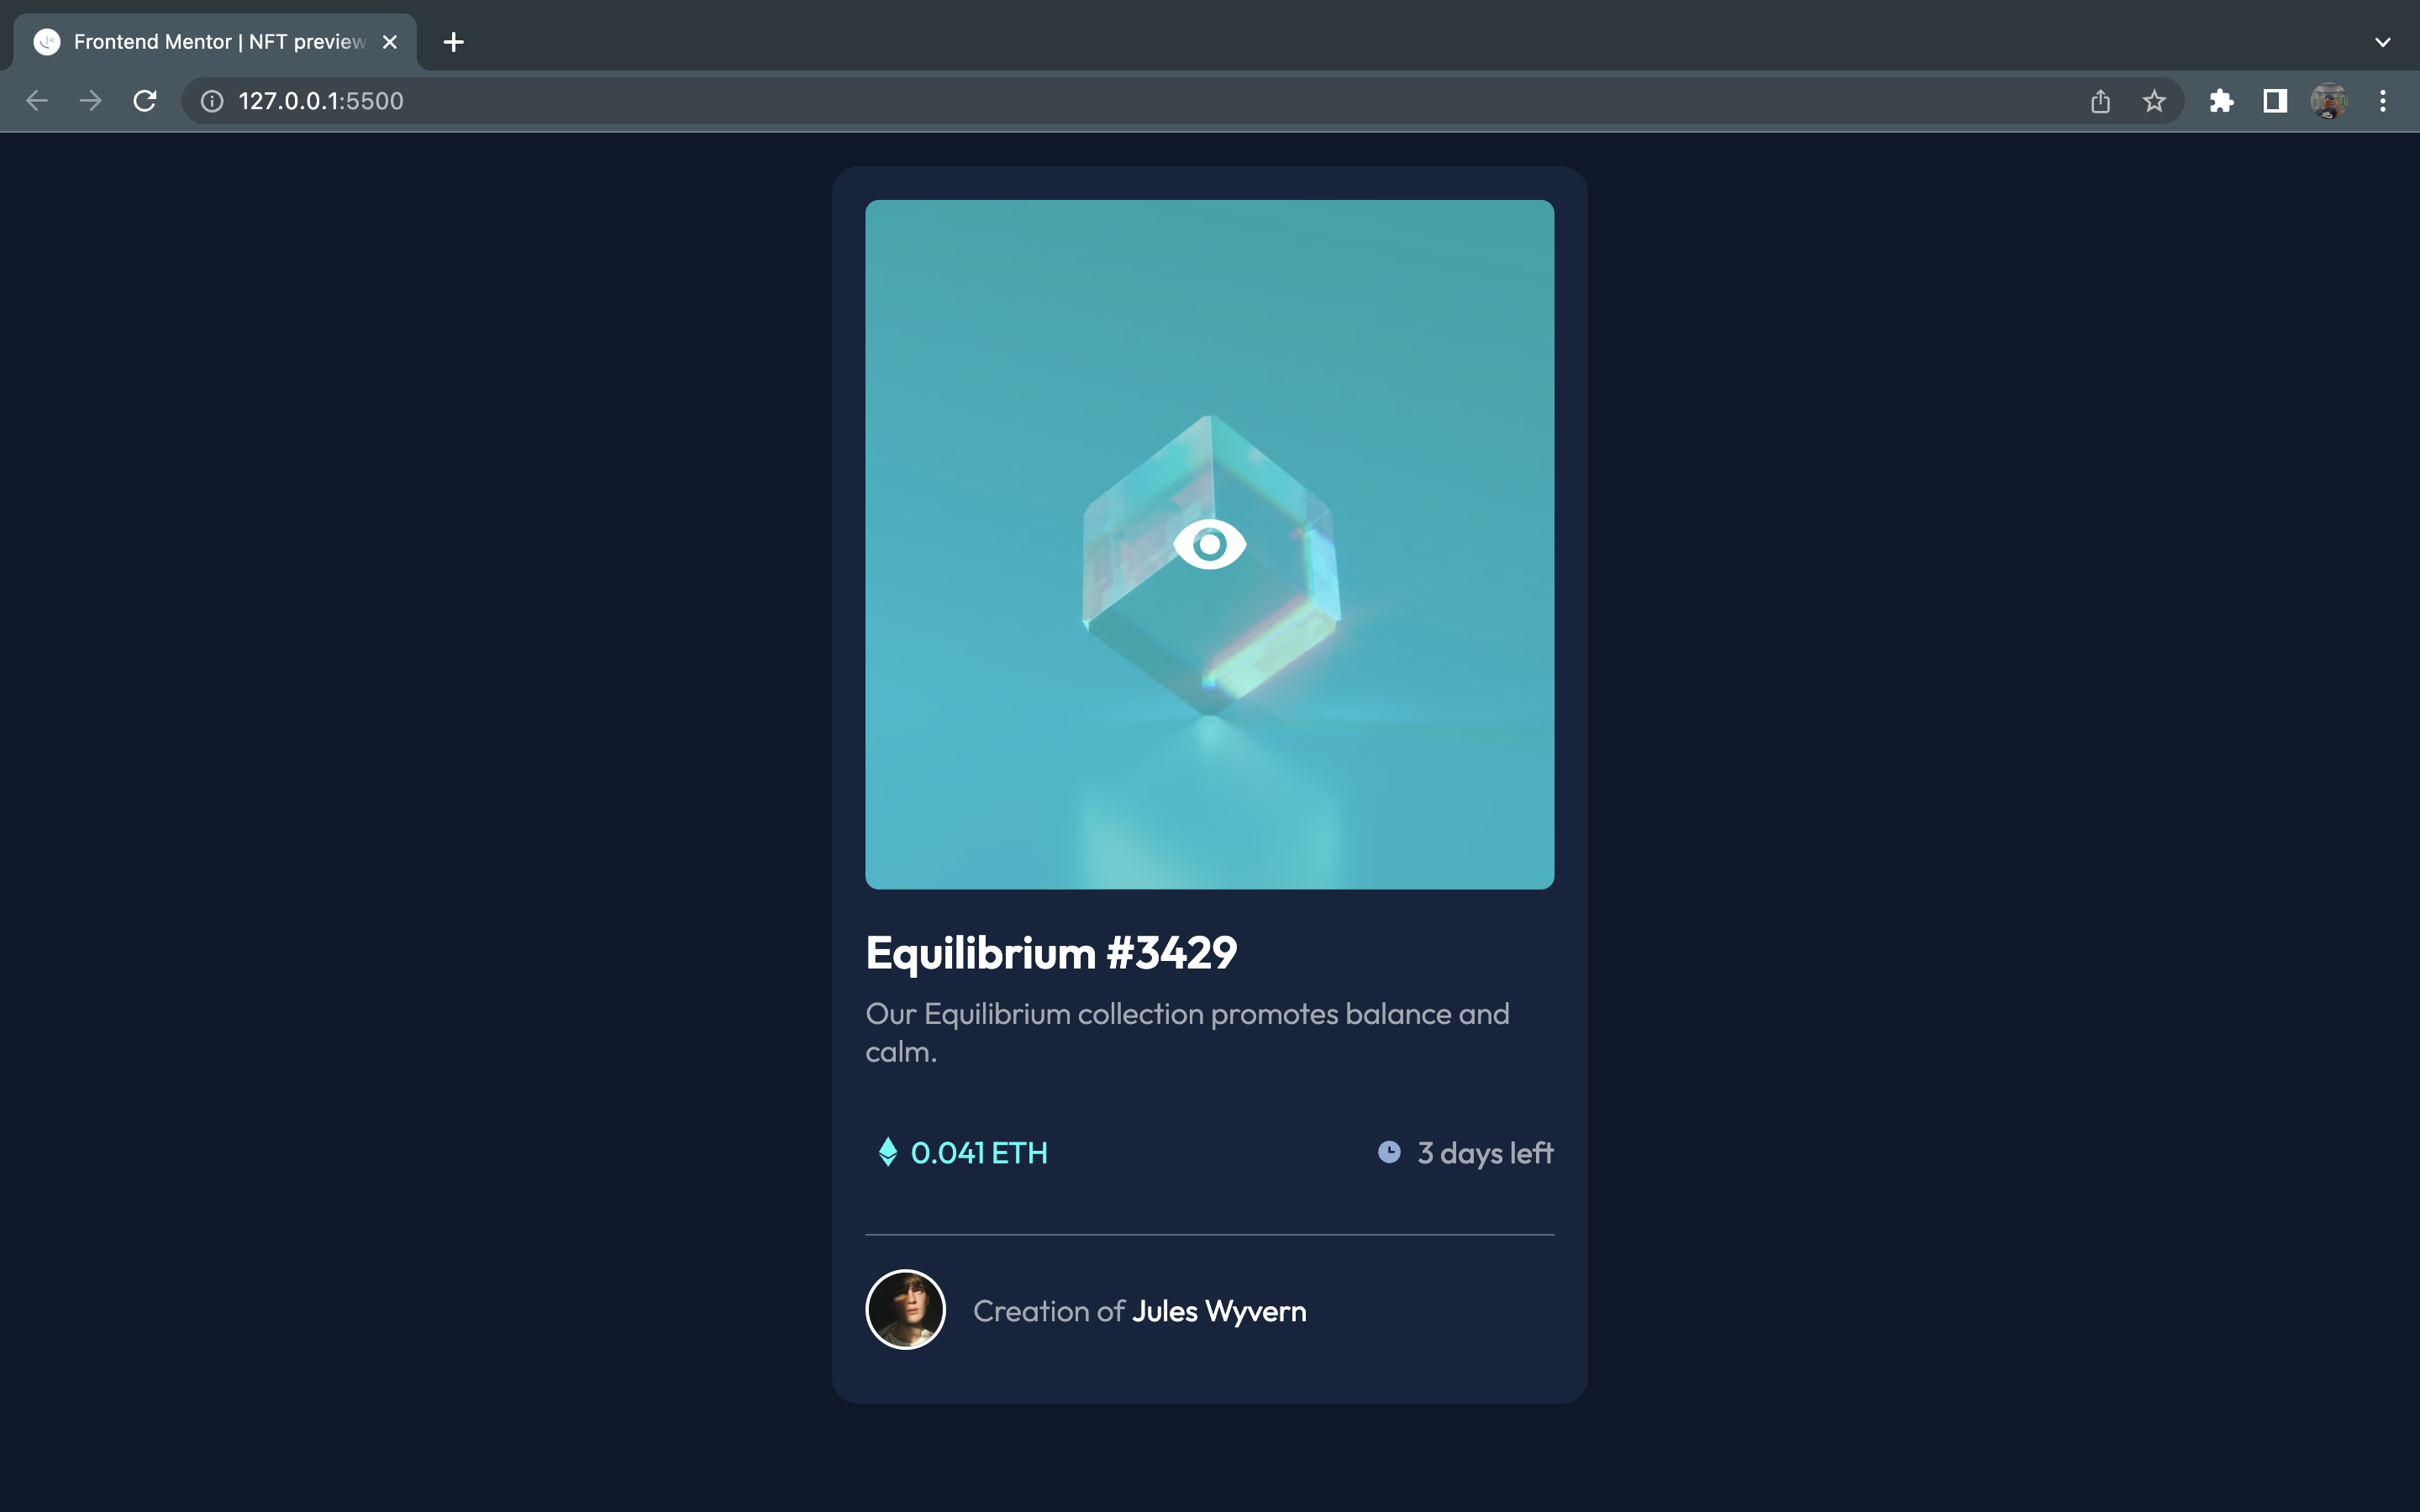 Frontend Mentor | NFT preview
127.0.0.1:5500
Equilibrium #3429
Our Equilibrium collection promotes balance and
calm.
0.041 ETH
3 days left
Creation of Jules Wyvern